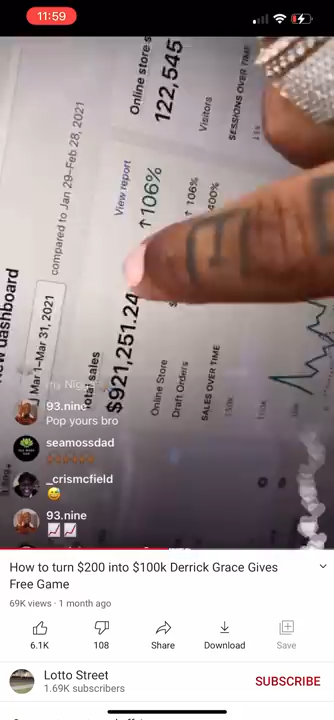 11:59
Online store s
122,545
Visitors
SESSIONS OVER TIME
View report
↑106%
↑ 106%
400%
compared to Jan 29–Feb 28, 2021
Mar 1–Mar 31, 2021
dashboard
Total sales
$921,251.24
Online Store
Draft Orders
SALES OVER TIME
93.nine
Pop yours bro
seamossdad
_crismcfield
😅
93.nine
📈📈
How to turn $200 into $100k Derrick Grace Gives
Free Game
69K views · 1 month ago
6.1K
108
Share
Download
Save
Lotto Street
1.69K subscribers
SUBSCRIBE